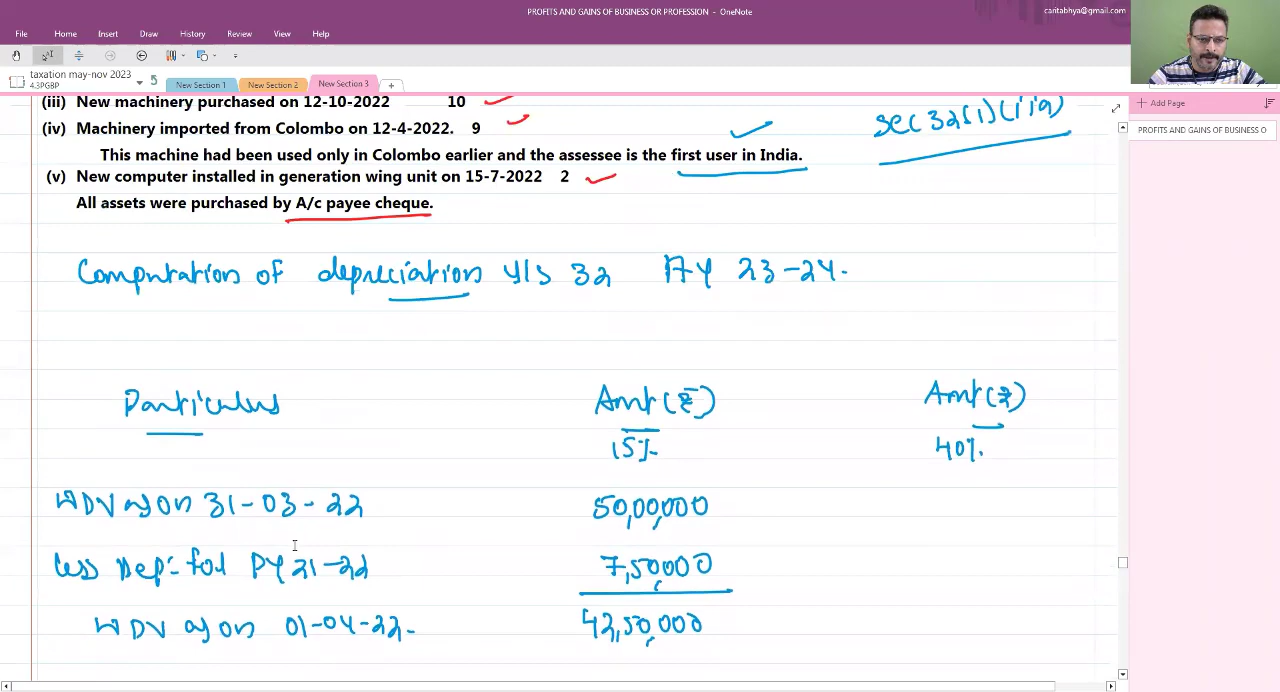 PROFITS AND GAINS OF BUSINESS OR PROFESSION - OneNote
caritabhya@gmail.com
File Home Insert Draw History Review View Help
taxation may-nov 2023
4.3PGBP
New Section 1 New Section 2 New Section 3
Add Page
PROFITS AND GAINS OF BUSINESS O
(iii) New machinery purchased on 12-10-2022 10
sec 32(1)(iia)
(iv) Machinery imported from Colombo on 12-4-2022. 9
This machine had been used only in Colombo earlier and the assessee is the first user in India.
(v) New computer installed in generation wing unit on 15-7-2022 2
All assets were purchased by A/c payee cheque.
Computation of depreciation u/s 32 AY 23-24.
Particulars Amt (₹) Amt (₹)
15% 40%
WDV as on 31-03-22 50,00,000
Less Dep: for PY 21-22 7,50,000
WDV as on 01-04-22 42,50,000